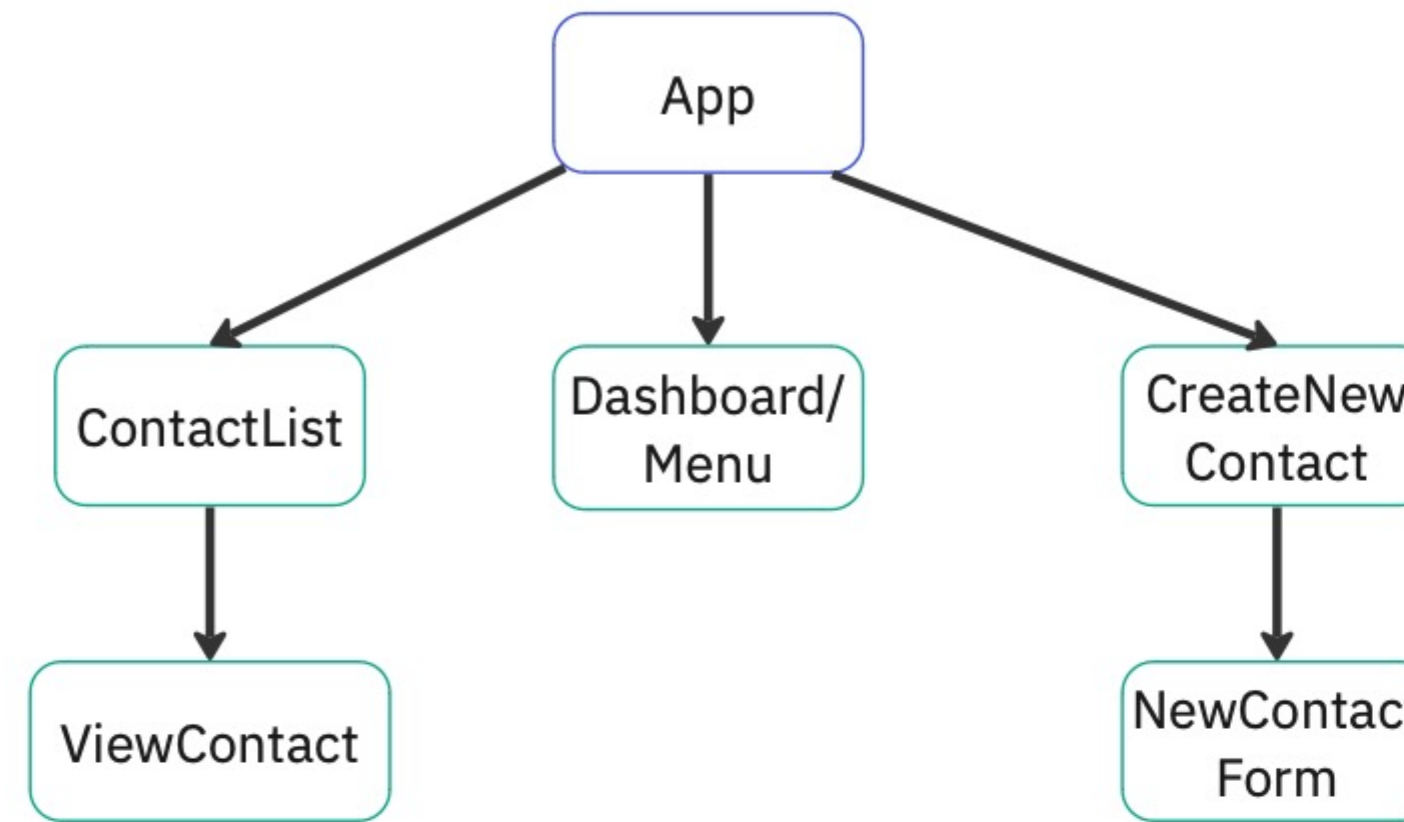 App
ContactList
Dashboard/
Menu
CreateNew
Contact
ViewContact
NewContac
Form